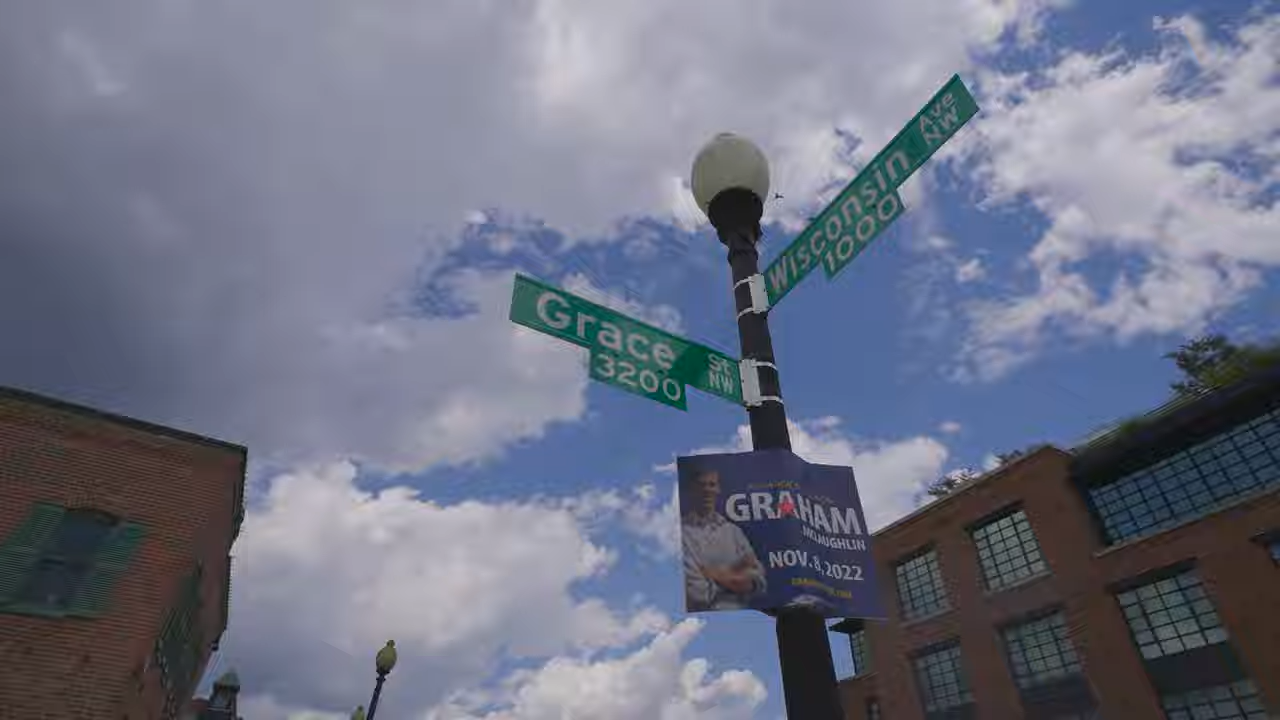 Wisconsin Ave NW
1000
Grace St NW
3200
GRAHAM
MCLAUGHLIN
NOV. 8, 2022